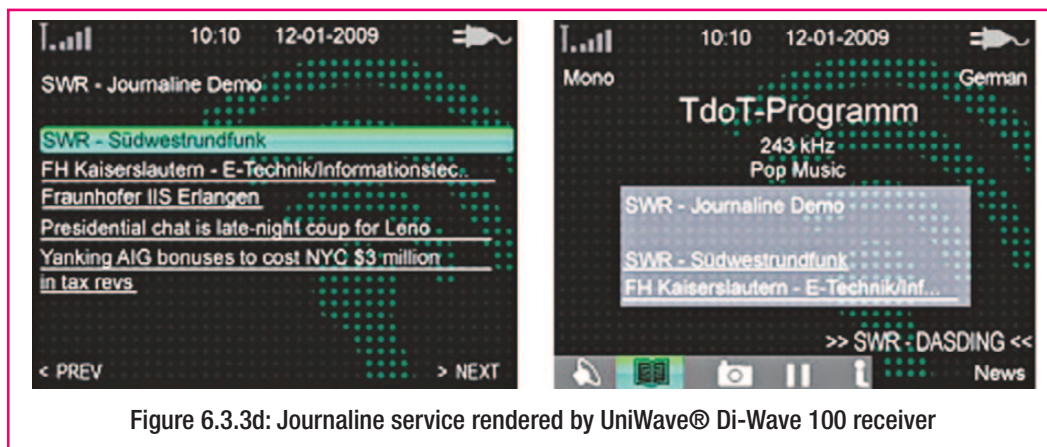 10:10 12-01-2009
SWR - Journaline Demo
SWR - Südwestrundfunk
FH Kaiserslautern - E-Technik/Informationstec..
Fraunhofer IIS Erlangen
Presidential chat is late-night coup for Leno
Yanking AIG bonuses to cost NYC $3 million
in tax revs
< PREV > NEXT
10:10 12-01-2009
Mono German
TdoT-Programm
243 kHz
Pop Music
SWR - Journaline Demo
SWR - Südwestrundfunk
FH Kaiserslautern - E-Technik/Inf...
>> SWR - DASDING <<
News
Figure 6.3.3d: Journaline service rendered by UniWave® Di-Wave 100 receiver